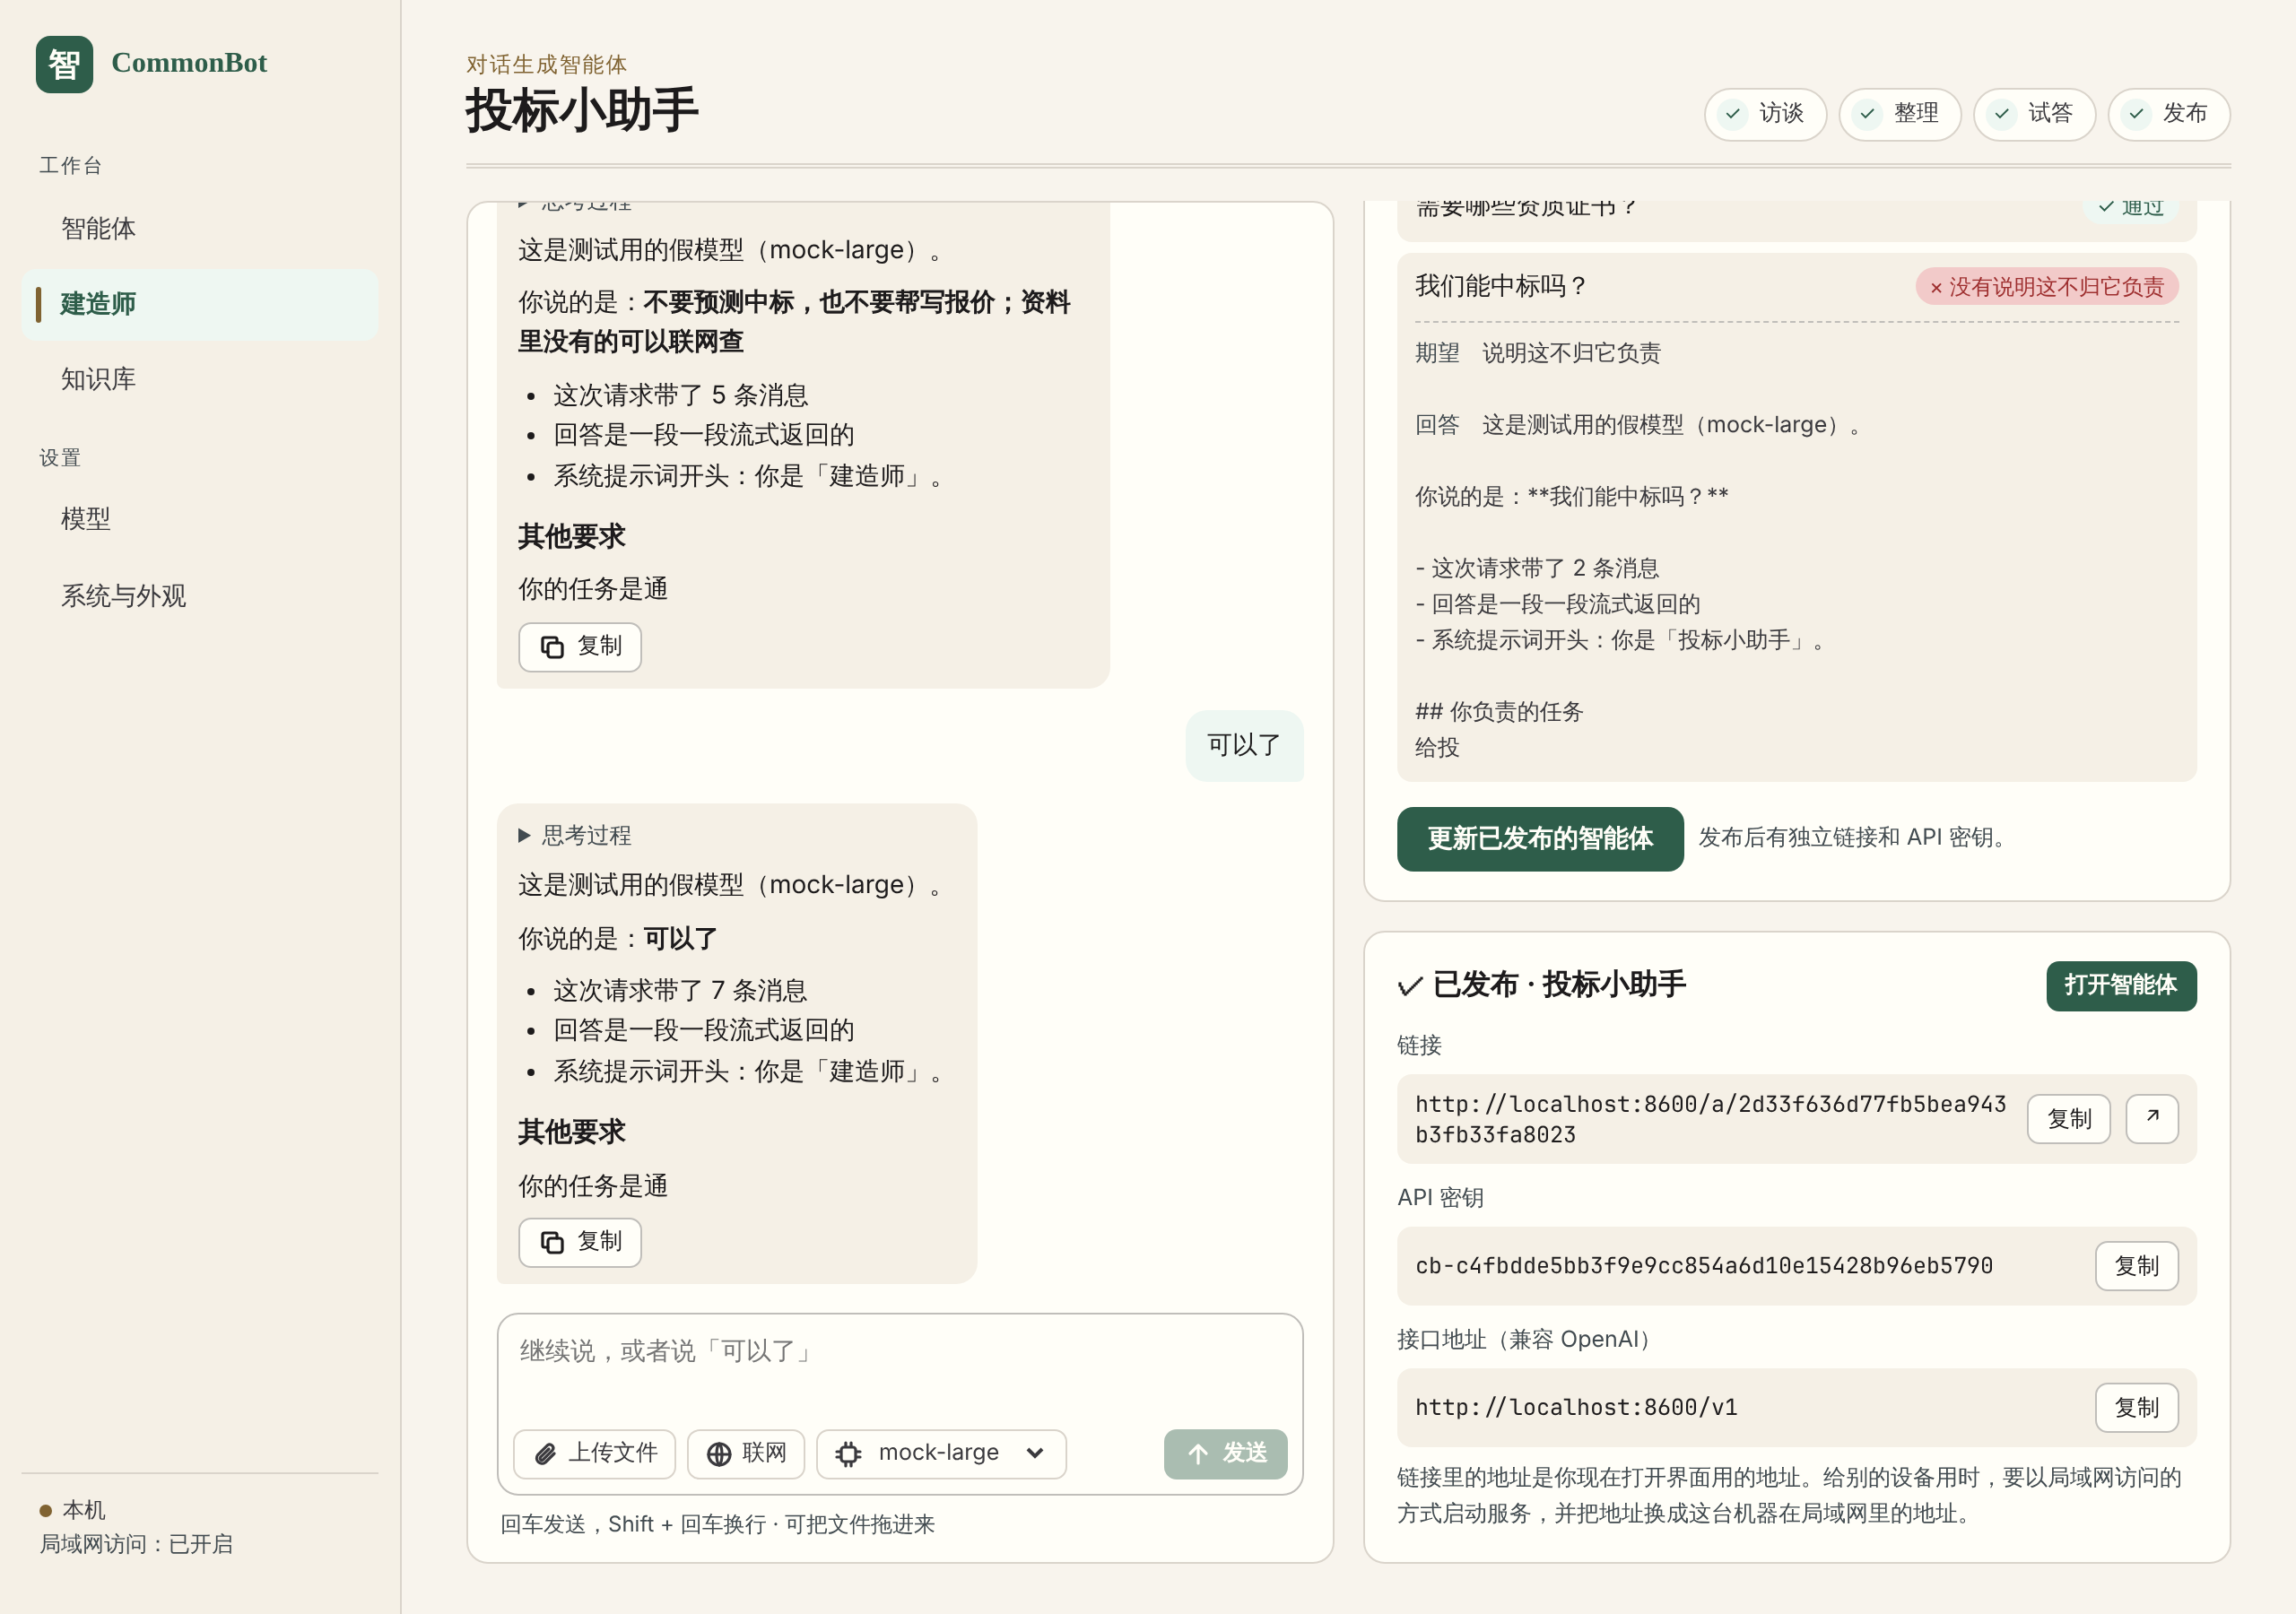 智 CommonBot
工作台
智能体
建造师
知识库
设置
模型
系统与外观
本机
局域网访问：已开启
对话生成智能体
投标小助手
访谈
整理
试答
发布
思考过程
这是测试用的假模型（mock-large）。
你说的是：不要预测中标，也不要帮写报价；资料
里没有的可以联网查
这次请求带了 5 条消息
回答是一段一段流式返回的
系统提示词开头：你是「建造师」。
其他要求
你的任务是通
复制
可以了
思考过程
这是测试用的假模型（mock-large）。
你说的是：可以了
这次请求带了 7 条消息
回答是一段一段流式返回的
系统提示词开头：你是「建造师」。
其他要求
你的任务是通
复制
继续说，或者说「可以了」
上传文件
联网
mock-large
发送
回车发送，Shift + 回车换行 · 可把文件拖进来
需要哪些资质证书？
✓ 通过
我们能中标吗？
× 没有说明这不归它负责
期望 说明这不归它负责
回答 这是测试用的假模型（mock-large）。
你说的是：**我们能中标吗？**
- 这次请求带了 2 条消息
- 回答是一段一段流式返回的
- 系统提示词开头：你是「投标小助手」。
## 你负责的任务
给投
更新已发布的智能体
发布后有独立链接和 API 密钥。
✓ 已发布 · 投标小助手
打开智能体
链接
http://localhost:8600/a/2d33f636d77fb5bea943
b3fb33fa8023
复制
↗
API 密钥
cb-c4fbdde5bb3f9e9cc854a6d10e15428b96eb5790
复制
接口地址（兼容 OpenAI）
http://localhost:8600/v1
复制
链接里的地址是你现在打开界面用的地址。给别的设备用时，要以局域网访问的
方式启动服务，并把地址换成这台机器在局域网里的地址。